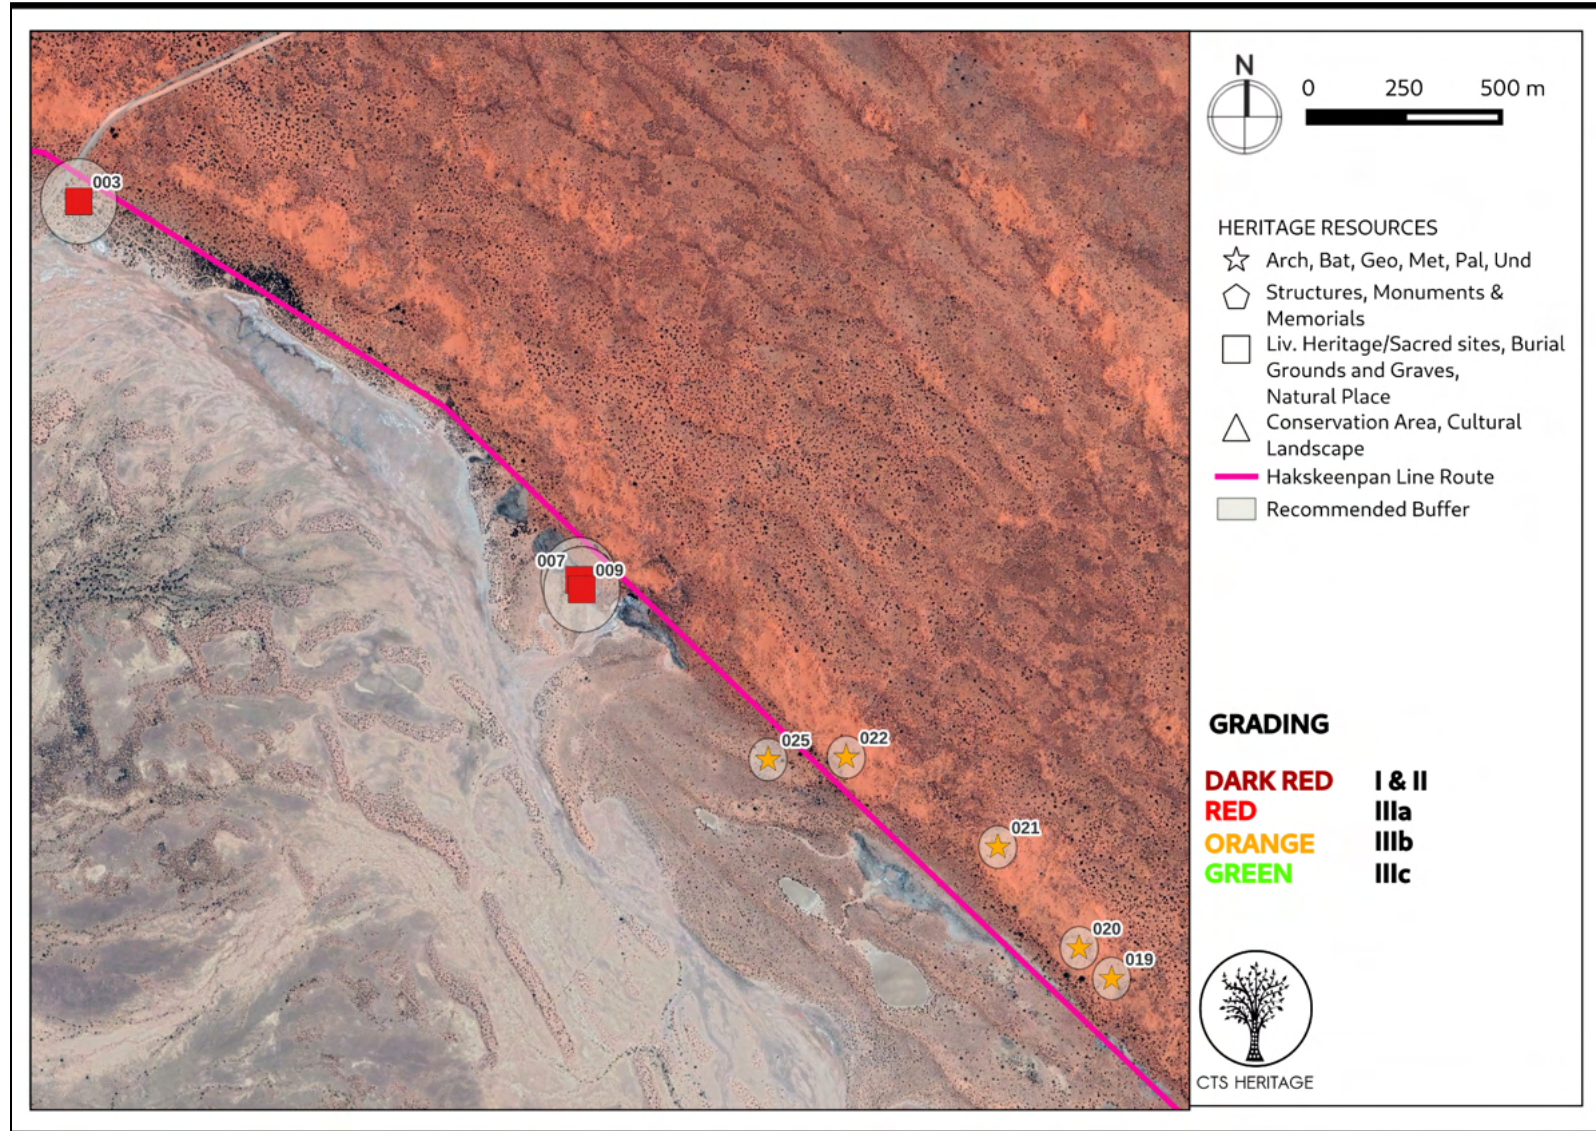 003
007
009
025
022
021
020
019
N
0 250 500 m
HERITAGE RESOURCES
Arch, Bat, Geo, Met, Pal, Und
Structures, Monuments &
Memorials
Liv. Heritage/Sacred sites, Burial
Grounds and Graves,
Natural Place
Conservation Area, Cultural
Landscape
Hakskeenpan Line Route
Recommended Buffer
GRADING
DARK RED I & II
RED IIIa
ORANGE IIIb
GREEN IIIc
CTS HERITAGE